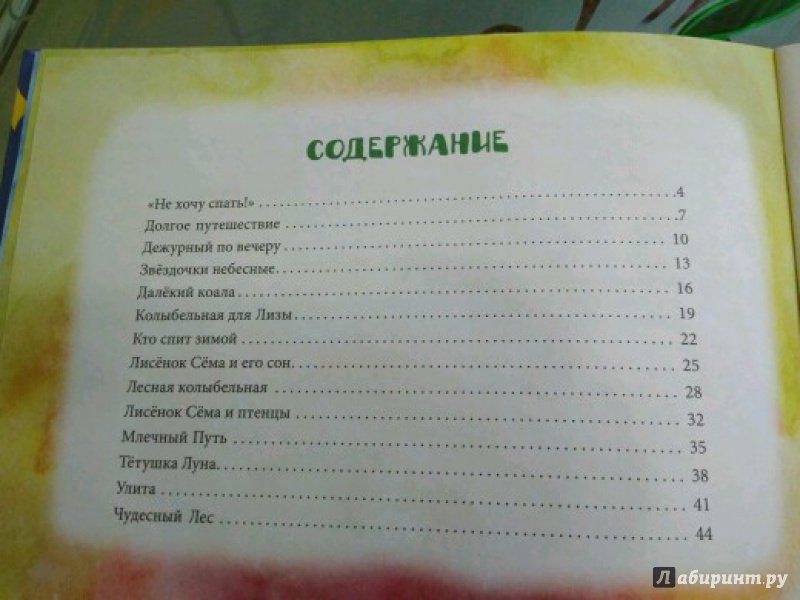 СОДЕРЖАНИЕ
«Не хочу спать!» 4
Долгое путешествие 7
Дежурный по вечеру 10
Звёздочки небесные 13
Далёкий коала 16
Колыбельная для Лизы 19
Кто спит зимой 22
Лисёнок Сёма и его сон 25
Лесная колыбельная 28
Лисёнок Сёма и птенцы 32
Млечный Путь 35
Тётушка Луна 38
Улита 41
Чудесный Лес 44
Лабиринт.ру